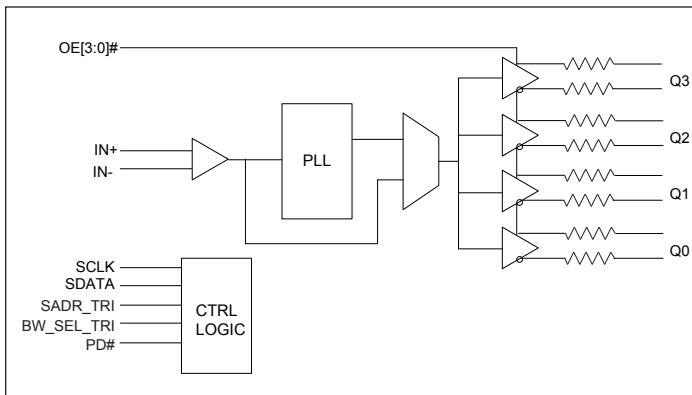 OE[3:0]#
Q3
Q2
Q1
Q0
IN+
IN-
PLL
SCLK
SDATA
SADR_TRI
BW_SEL_TRI
PD#
CTRL
LOGIC